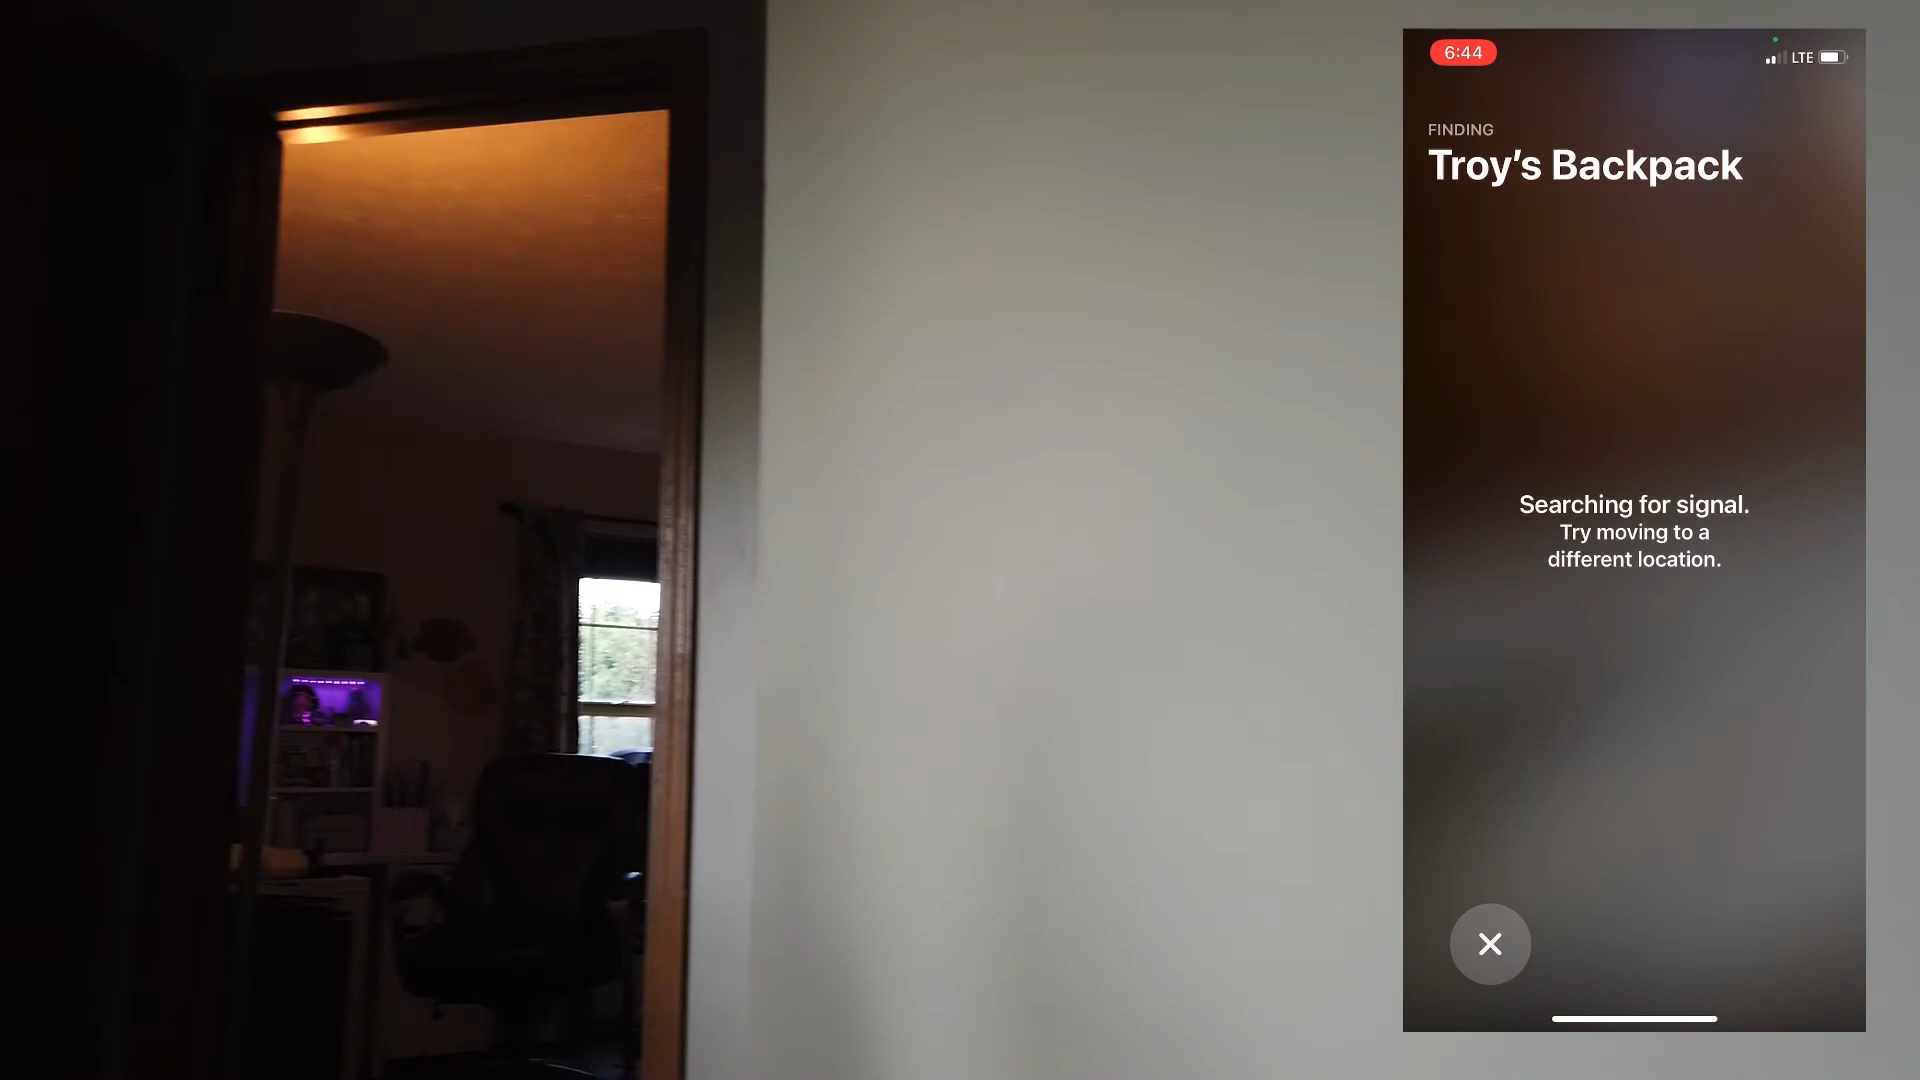 6:44
LTE
FINDING
Troy’s Backpack
Searching for signal.
Try moving to a
different location.